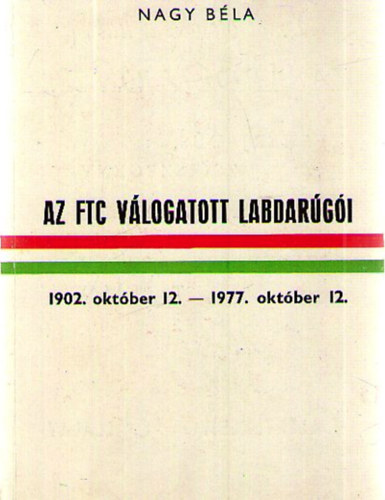 NAGY BÉLA
AZ FTC VÁLOGATOTT LABDARÚGÓI
1902. október 12. — 1977. október 12.